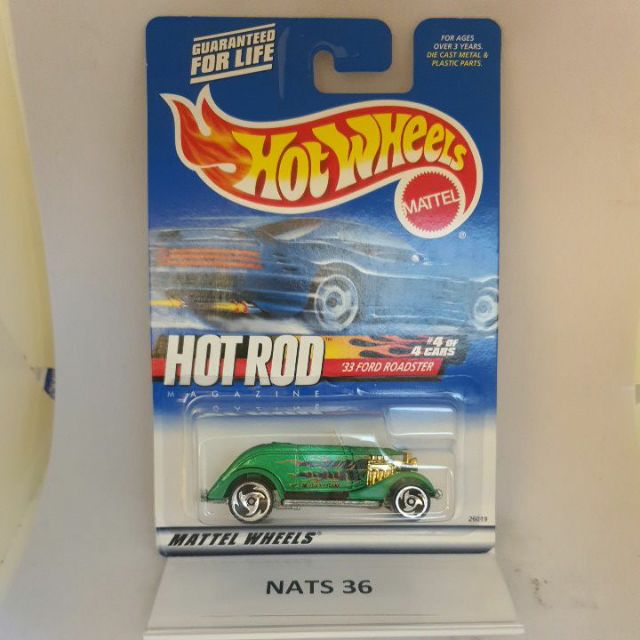 GUARANTEED
FOR LIFE
FOR AGES
OVER 3 YEARS.
DIE CAST METAL &
PLASTIC PARTS.
HOT WHEELS
MATTEL
®
HOT ROD™
MAGAZINE
#4 OF
4 CARS
'33 FORD ROADSTER
26019
MATTEL WHEELS®
NATS 36